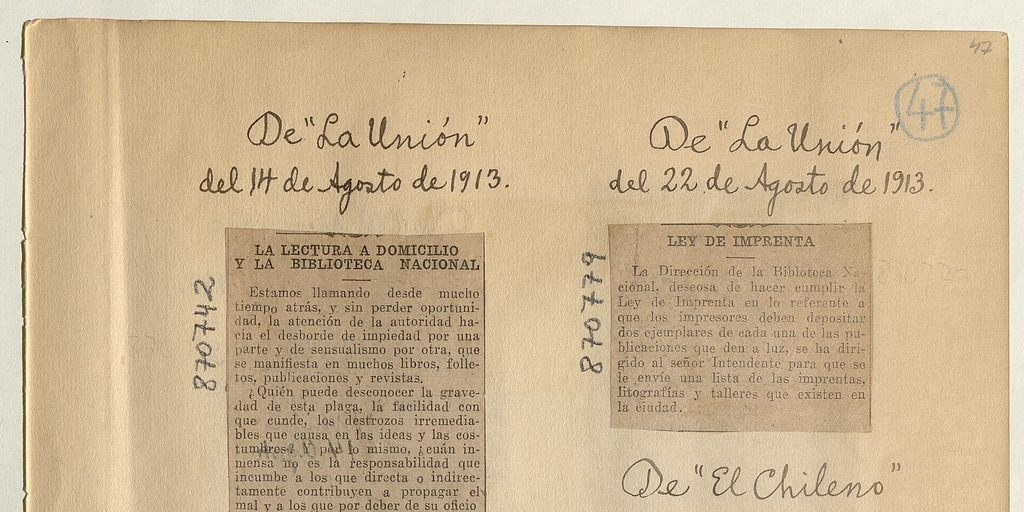 47
47
De "La Unión"
del 14 de Agosto de 1913.
870742
LA LECTURA A DOMICILIO
Y LA BIBLIOTECA NACIONAL
Estamos llamando desde mucho
tiempo atrás, y sin perder oportuni-
dad, la atención de la autoridad ha-
cia el desborde de impiedad por una
parte y de sensualismo por otra, que
se manifiesta en muchos libros, folle-
tos, publicaciones y revistas.
¿Quién puede desconocer la grave-
dad de esta plaga, la facilidad con
que cunde, los destrozos irremedia-
bles que causa en las ideas y las cos-
tumbres? Y por lo mismo, ¿cuán in-
mensa no es la responsabilidad que
incumbe a los que directa o indirec-
tamente contribuyen a propagar el
mal y a los que por deber de su oficio
De "La Unión"
del 22 de Agosto de 1913.
870779
LEY DE IMPRENTA
La Dirección de la Bibloteca Na-
cional, deseosa de hacer cumplir la
Ley de Imprenta en lo referente a
que los impresores deben depositar
dos ejemplares de cada una de las pu-
blicaciones que den a luz, se ha diri-
gido al señor Intendente para que se
le envíe una lista de las imprentas,
litografías y talleres que existen en
la ciudad.
De "El Chileno"